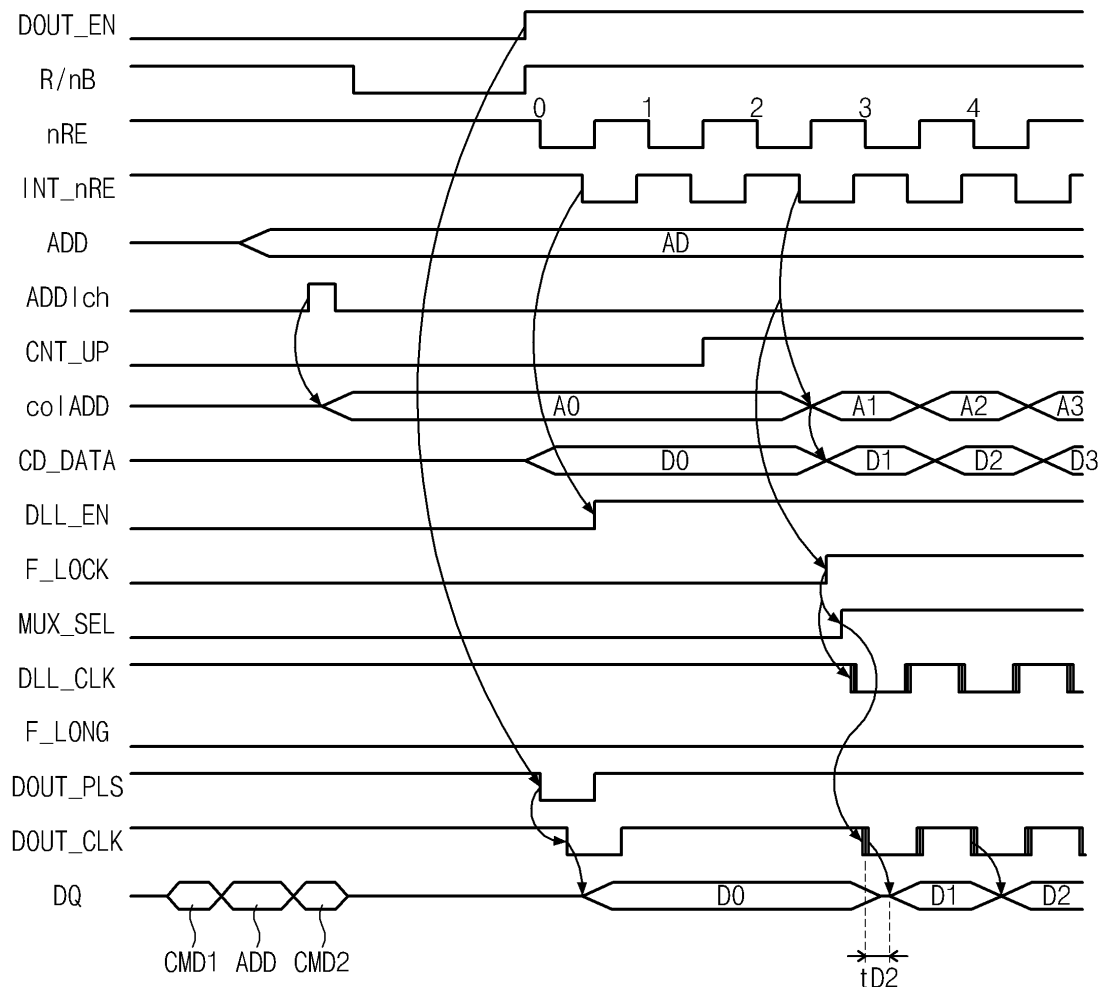 DOUT_EN
R/nB
0 1 2 3 4
nRE
INT_nRE
ADD AD
ADDlch
CNT_UP
colADD A0 A1 A2 A3
CD_DATA D0 D1 D2 D3
DLL_EN
F_LOCK
MUX_SEL
DLL_CLK
F_LONG
DOUT_PLS
DOUT_CLK
DQ D0 D1 D2
CMD1 ADD CMD2
tD2